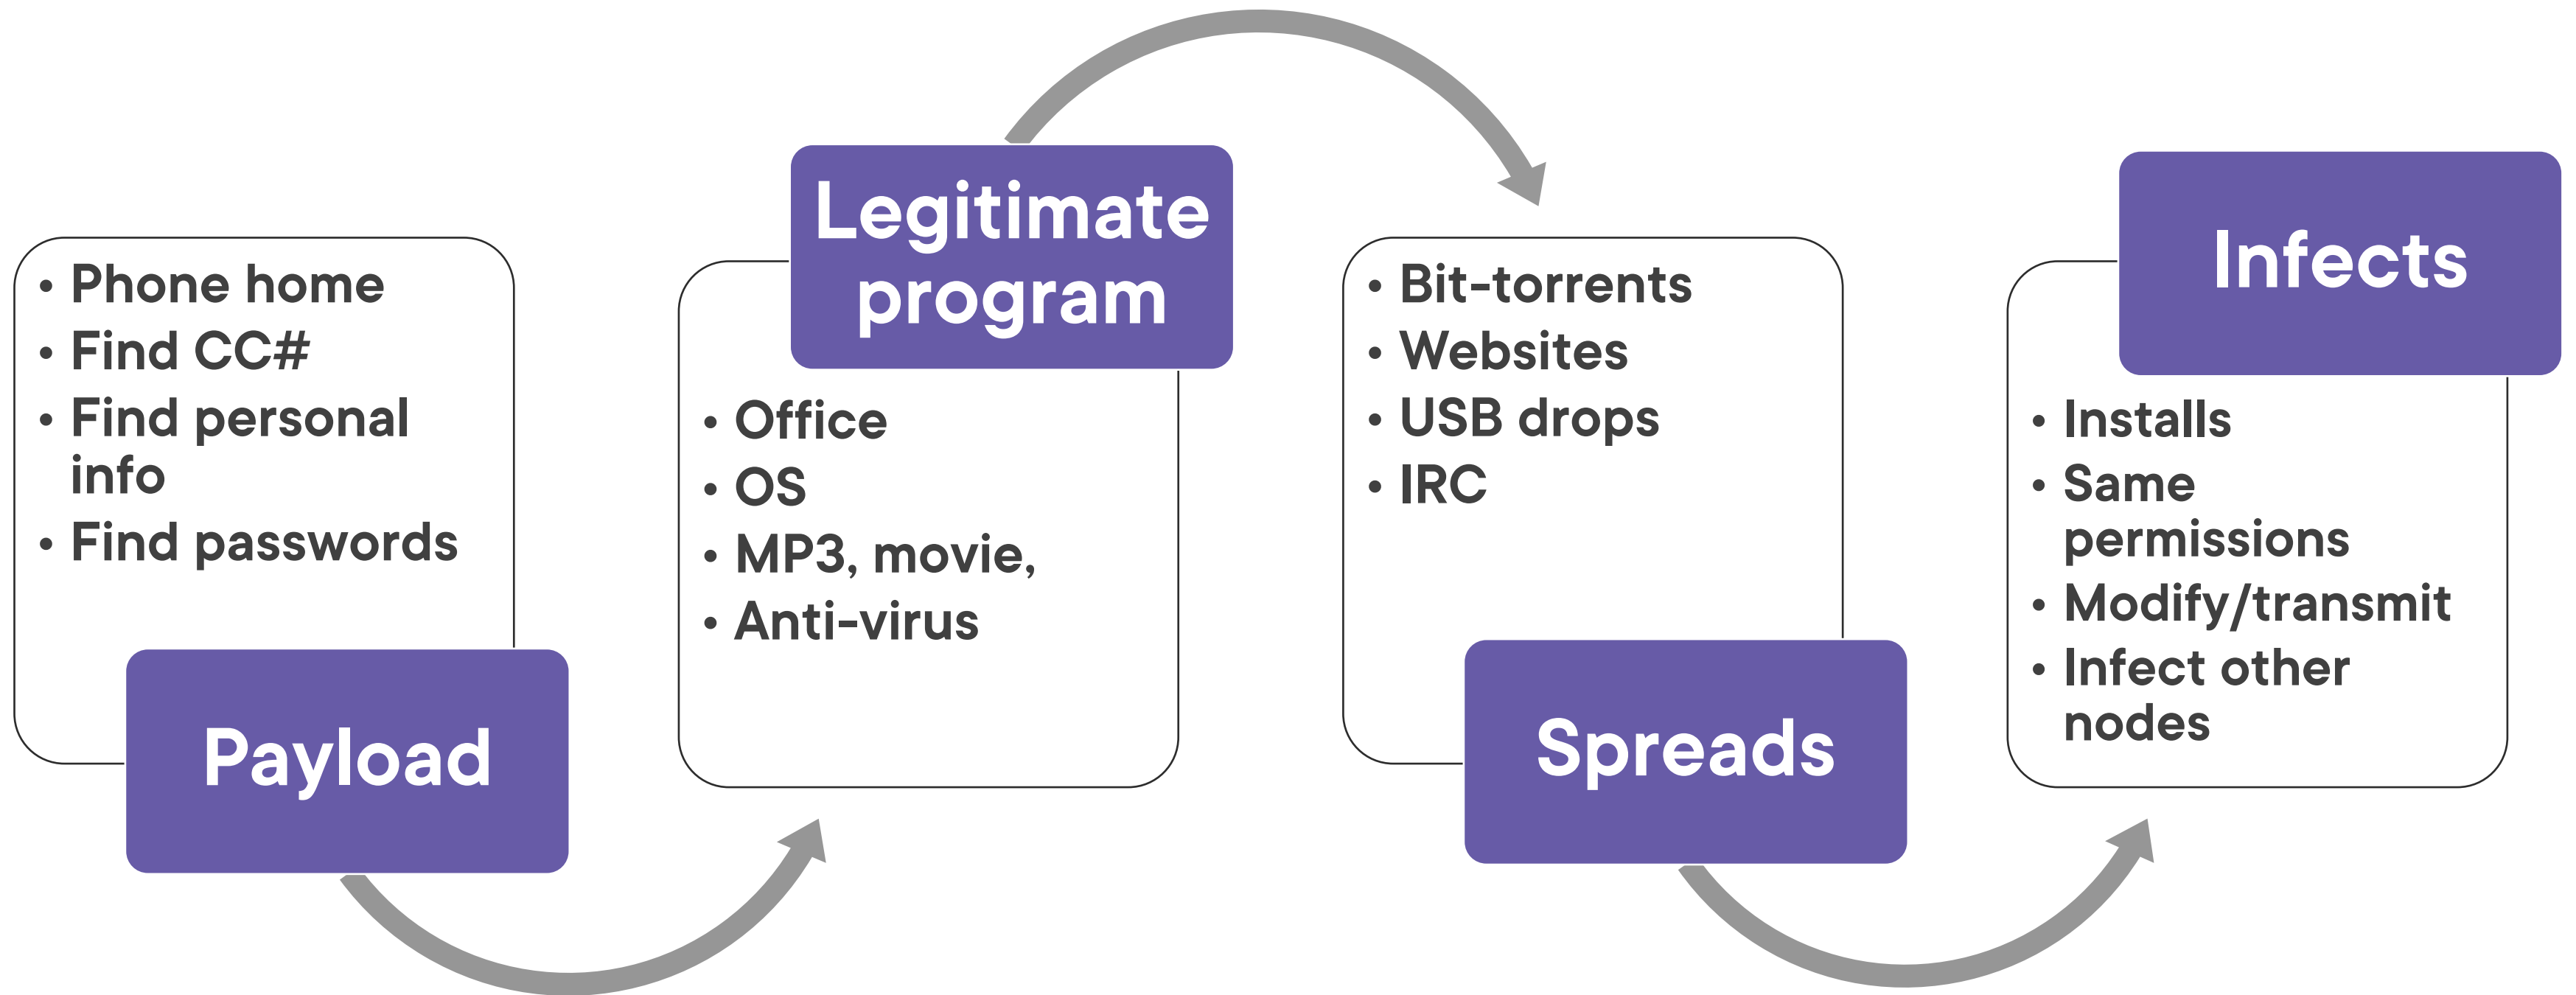 • Phone home
• Find CC#
• Find personal
info
• Find passwords
Payload
Legitimate
program
• Office
• OS
• MP3, movie,
• Anti-virus
• Bit-torrents
• Websites
• USB drops
• IRC
Spreads
Infects
• Installs
• Same
permissions
• Modify/transmit
• Infect other
nodes